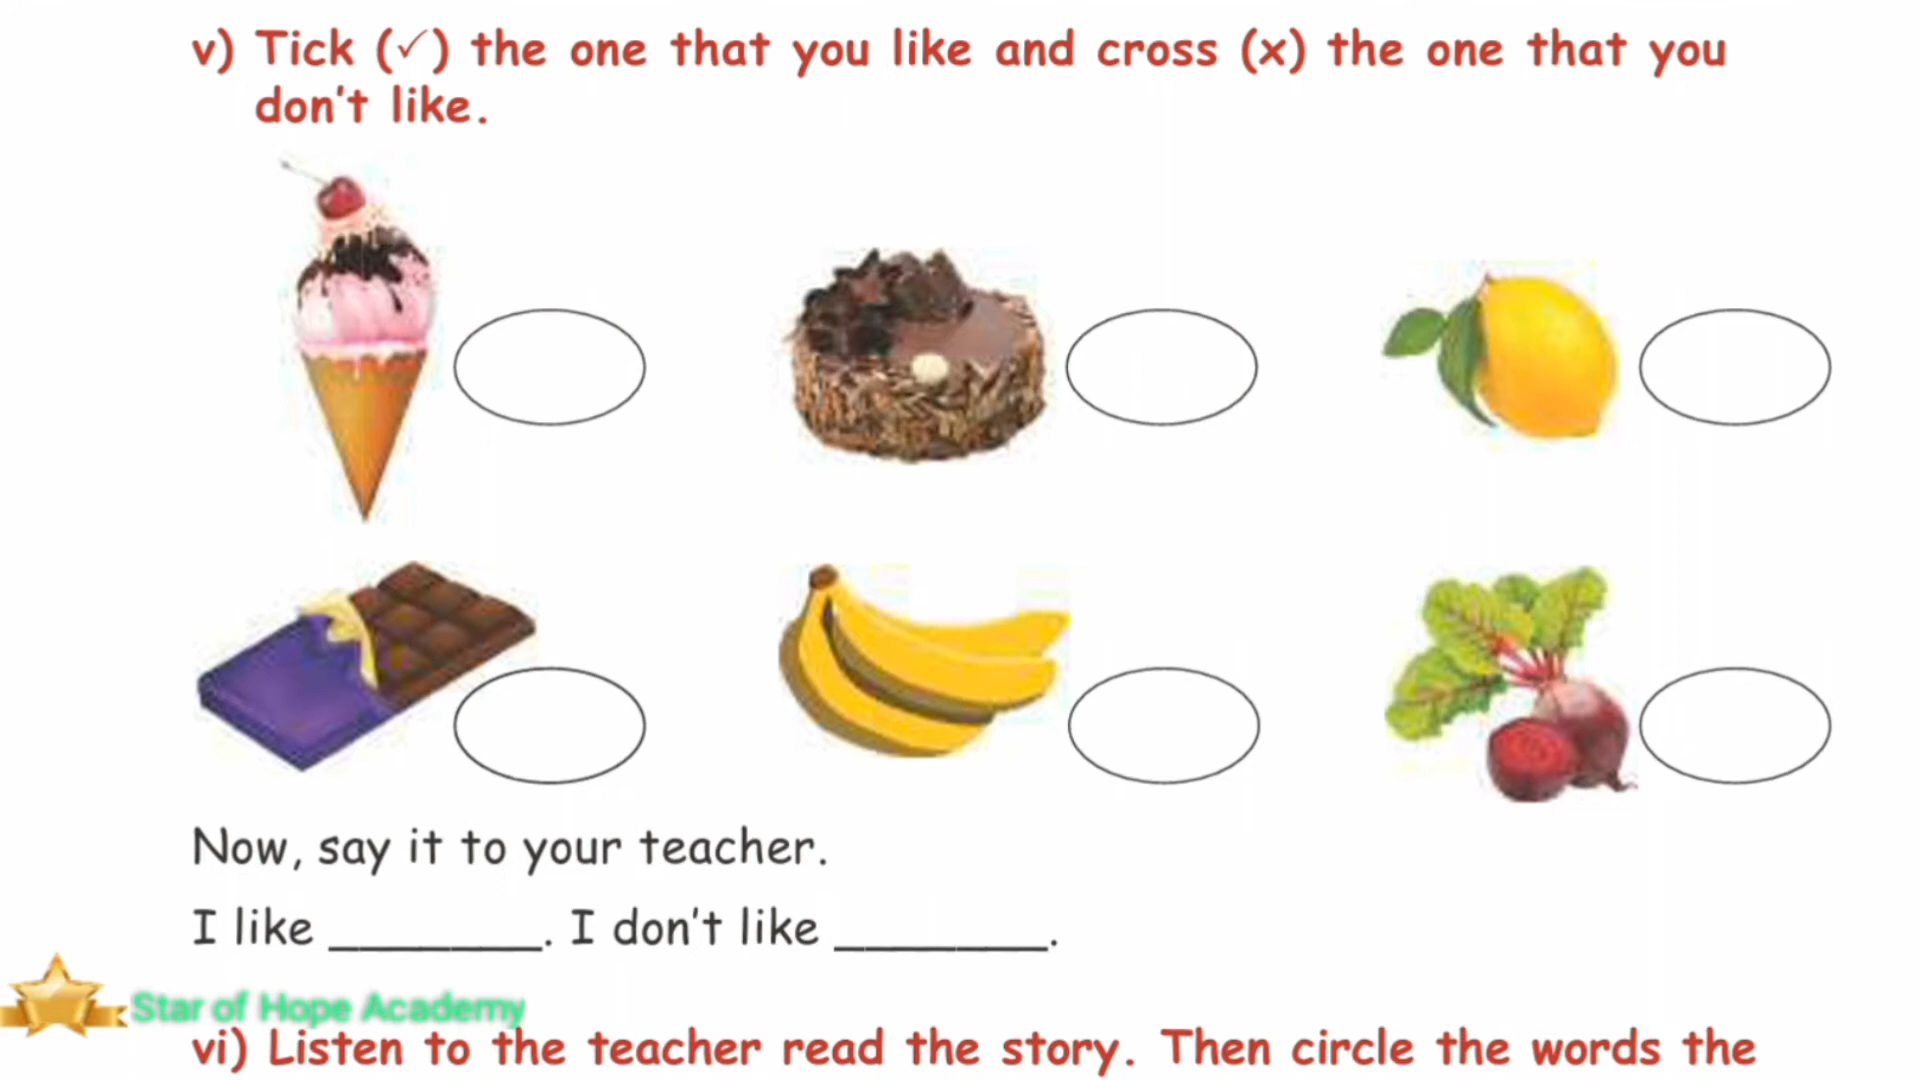 v) Tick (✓) the one that you like and cross (x) the one that you
don't like.
Now, say it to your teacher.
I like _______. I don't like _______.
Star of Hope Academy
vi) Listen to the teacher read the story. Then circle the words the